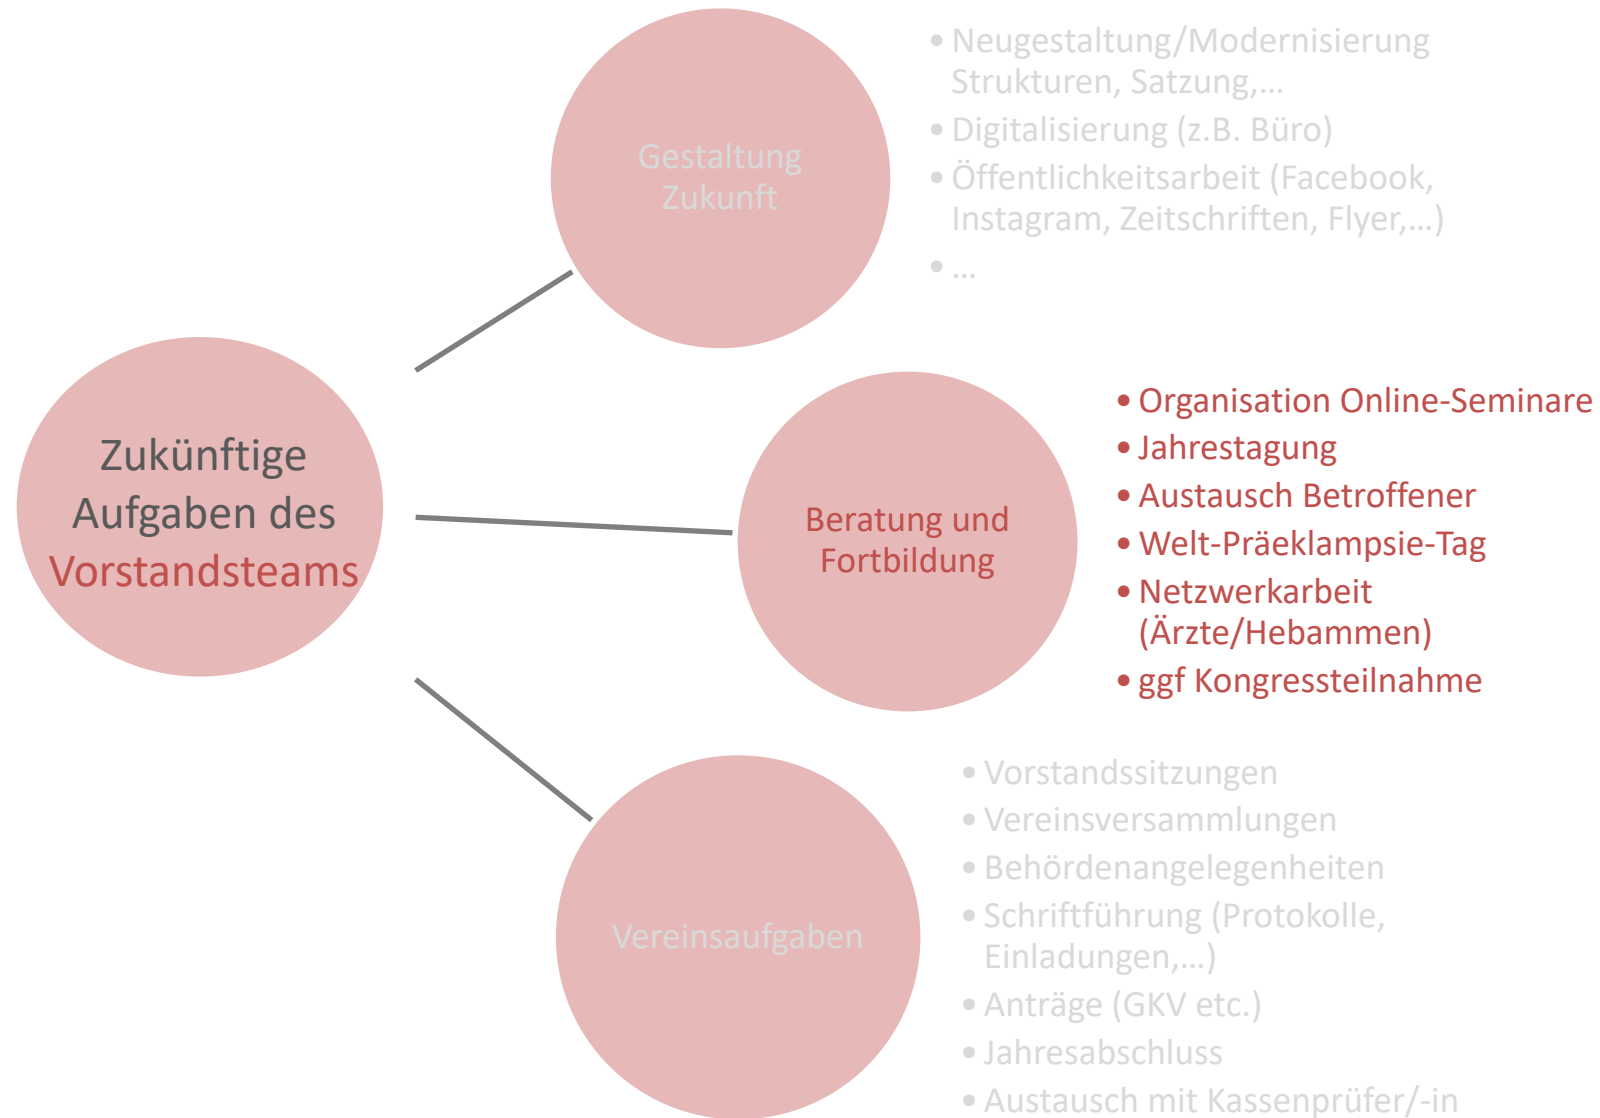 Zukünftige
Aufgaben des
Vorstandsteams
Gestaltung
Zukunft
• Neugestaltung/Modernisierung
Strukturen, Satzung,...
• Digitalisierung (z.B. Büro)
• Öffentlichkeitsarbeit (Facebook,
Instagram, Zeitschriften, Flyer,...)
• ...
Beratung und
Fortbildung
• Organisation Online-Seminare
• Jahrestagung
• Austausch Betroffener
• Welt-Präeklampsie-Tag
• Netzwerkarbeit
(Ärzte/Hebammen)
• ggf Kongressteilnahme
Vereinsaufgaben
• Vorstandssitzungen
• Vereinsversammlungen
• Behördenangelegenheiten
• Schriftführung (Protokolle,
Einladungen,...)
• Anträge (GKV etc.)
• Jahresabschluss
• Austausch mit Kassenprüfer/-in